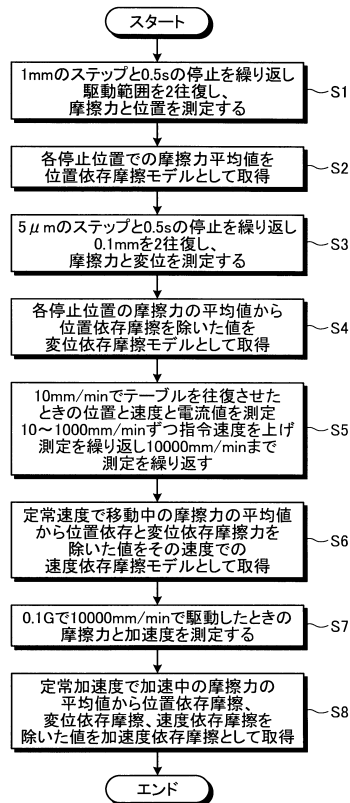 スタート
1mmのステップと0.5sの停止を繰り返し
駆動範囲を2往復し、
摩擦力と位置を測定する
S1
各停止位置での摩擦力平均値を
位置依存摩擦モデルとして取得
S2
5μmのステップと0.5sの停止を繰り返し
0.1mmを2往復し、
摩擦力と変位を測定する
S3
各停止位置の摩擦力の平均値から
位置依存摩擦を除いた値を
変位依存摩擦モデルとして取得
S4
10mm/minでテーブルを往復させた
ときの位置と速度と電流値を測定
10～1000mm/minずつ指令速度を上げ
測定を繰り返し10000mm/minまで
測定を繰り返す
S5
定常速度で移動中の摩擦力の平均値
から位置依存と変位依存摩擦力を
除いた値をその速度での
速度依存摩擦モデルとして取得
S6
0.1Gで10000mm/minで駆動したときの
摩擦力と加速度を測定する
S7
定常加速度で加速中の摩擦力の
平均値から位置依存摩擦、
変位依存摩擦、速度依存摩擦を
除いた値を加速度依存摩擦として取得
S8
エンド